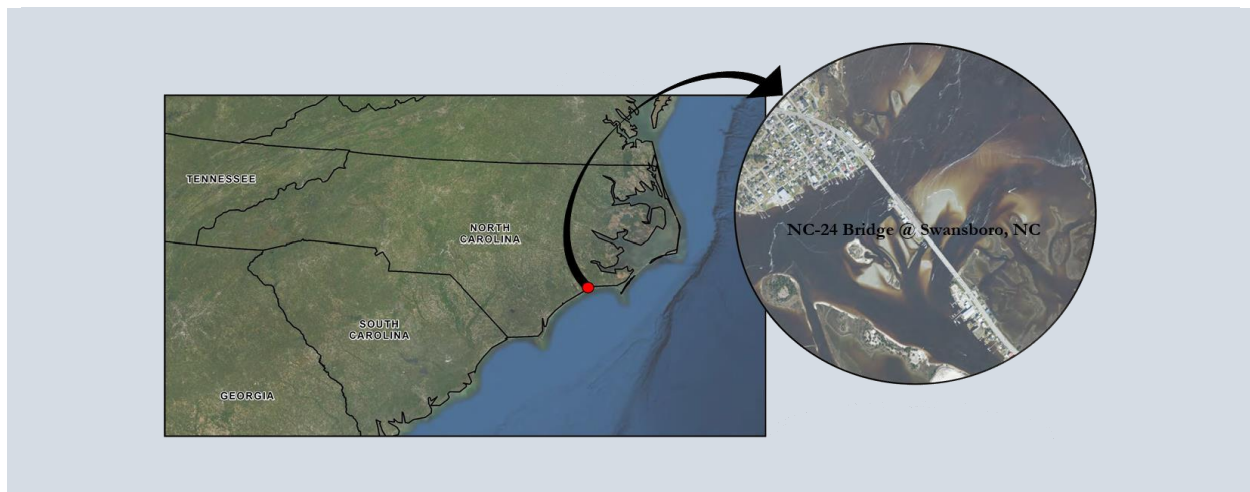 TENNESSEE
NORTH
CAROLINA
SOUTH
CAROLINA
GEORGIA
NC-24 Bridge @ Swansboro, NC